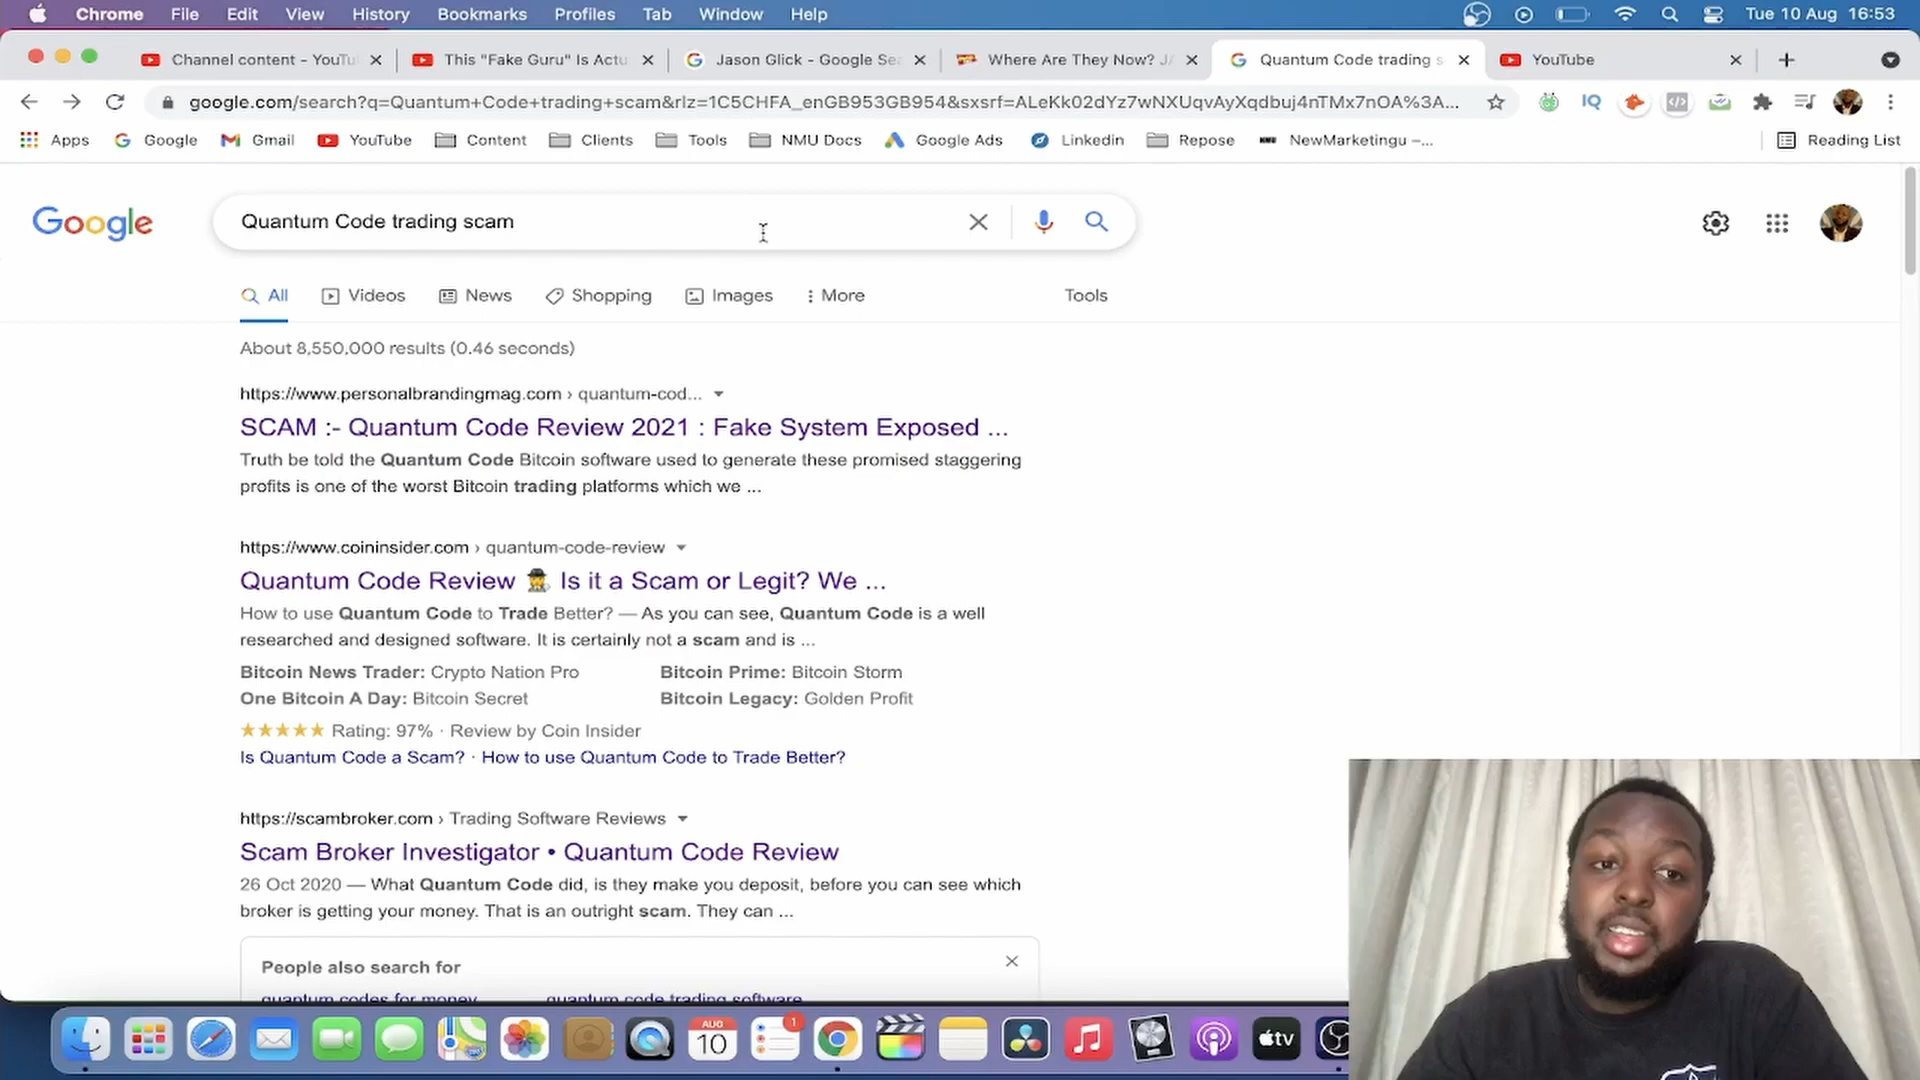 Chrome File Edit View History Bookmarks Profiles Tab Window Help Tue 10 Aug 16:53
Channel content - YouTu This "Fake Guru" Is Actu Jason Glick - Google Sea Where Are They Now? JA Quantum Code trading s YouTube
google.com/search?q=Quantum+Code+trading+scam&rlz=1C5CHFA_enGB953GB954&sxsrf=ALeKk02dYz7wNXUqvAyXqdbuj4nTMx7nOA%3A... IQ
Apps Google Gmail YouTube Content Clients Tools NMU Docs Google Ads Linkedin Repose NewMarketingu –... Reading List
Google Quantum Code trading scam
All Videos News Shopping Images More Tools
About 8,550,000 results (0.46 seconds)
https://www.personalbrandingmag.com › quantum-cod...
SCAM :- Quantum Code Review 2021 : Fake System Exposed ...
Truth be told the Quantum Code Bitcoin software used to generate these promised staggering
profits is one of the worst Bitcoin trading platforms which we ...
https://www.coininsider.com › quantum-code-review
Quantum Code Review 🕵 Is it a Scam or Legit? We ...
How to use Quantum Code to Trade Better? — As you can see, Quantum Code is a well
researched and designed software. It is certainly not a scam and is ...
Bitcoin News Trader: Crypto Nation Pro Bitcoin Prime: Bitcoin Storm
One Bitcoin A Day: Bitcoin Secret Bitcoin Legacy: Golden Profit
★★★★★ Rating: 97% · Review by Coin Insider
Is Quantum Code a Scam? · How to use Quantum Code to Trade Better?
https://scambroker.com › Trading Software Reviews
Scam Broker Investigator • Quantum Code Review
26 Oct 2020 — What Quantum Code did, is they make you deposit, before you can see which
broker is getting your money. That is an outright scam. They can ...
People also search for
quantum codes for money quantum code trading software
AUG
10
1
tv